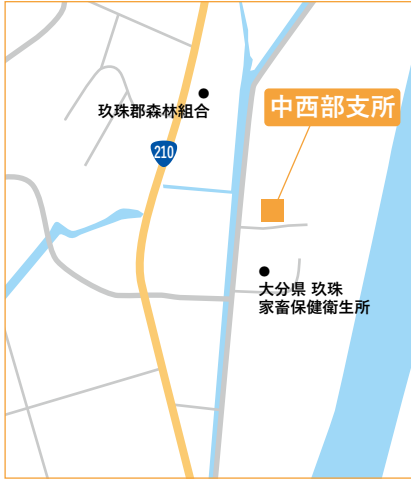 玖珠郡森林組合
中西部支所
210
大分県 玖珠
家畜保健衛生所